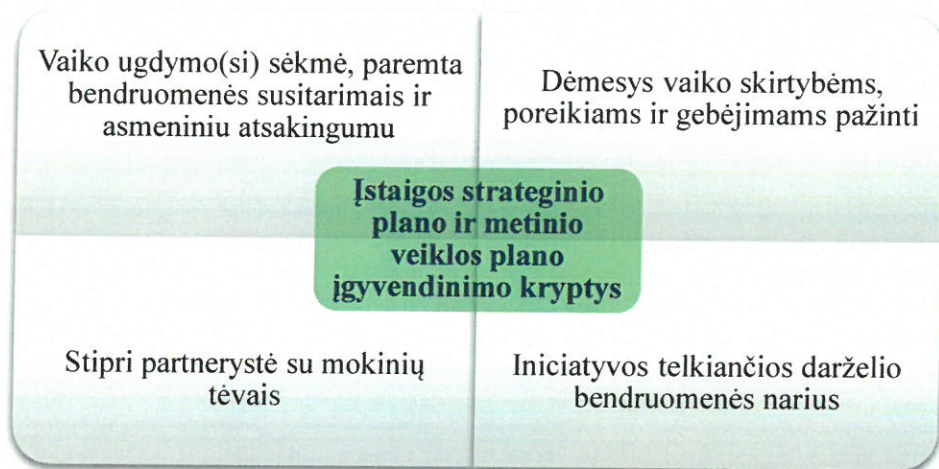 Vaiko ugdymo(si) sėkmė, paremta
bendruomenės susitarimais ir
asmeniniu atsakingumu
Dėmesys vaiko skirtybėms,
poreikiams ir gebėjimams pažinti
Įstaigos strateginio
plano ir metinio
veiklos plano
įgyvendinimo kryptys
Stipri partnerystė su mokinių
tėvais
Iniciatyvos telkiančios darželio
bendruomenės narius